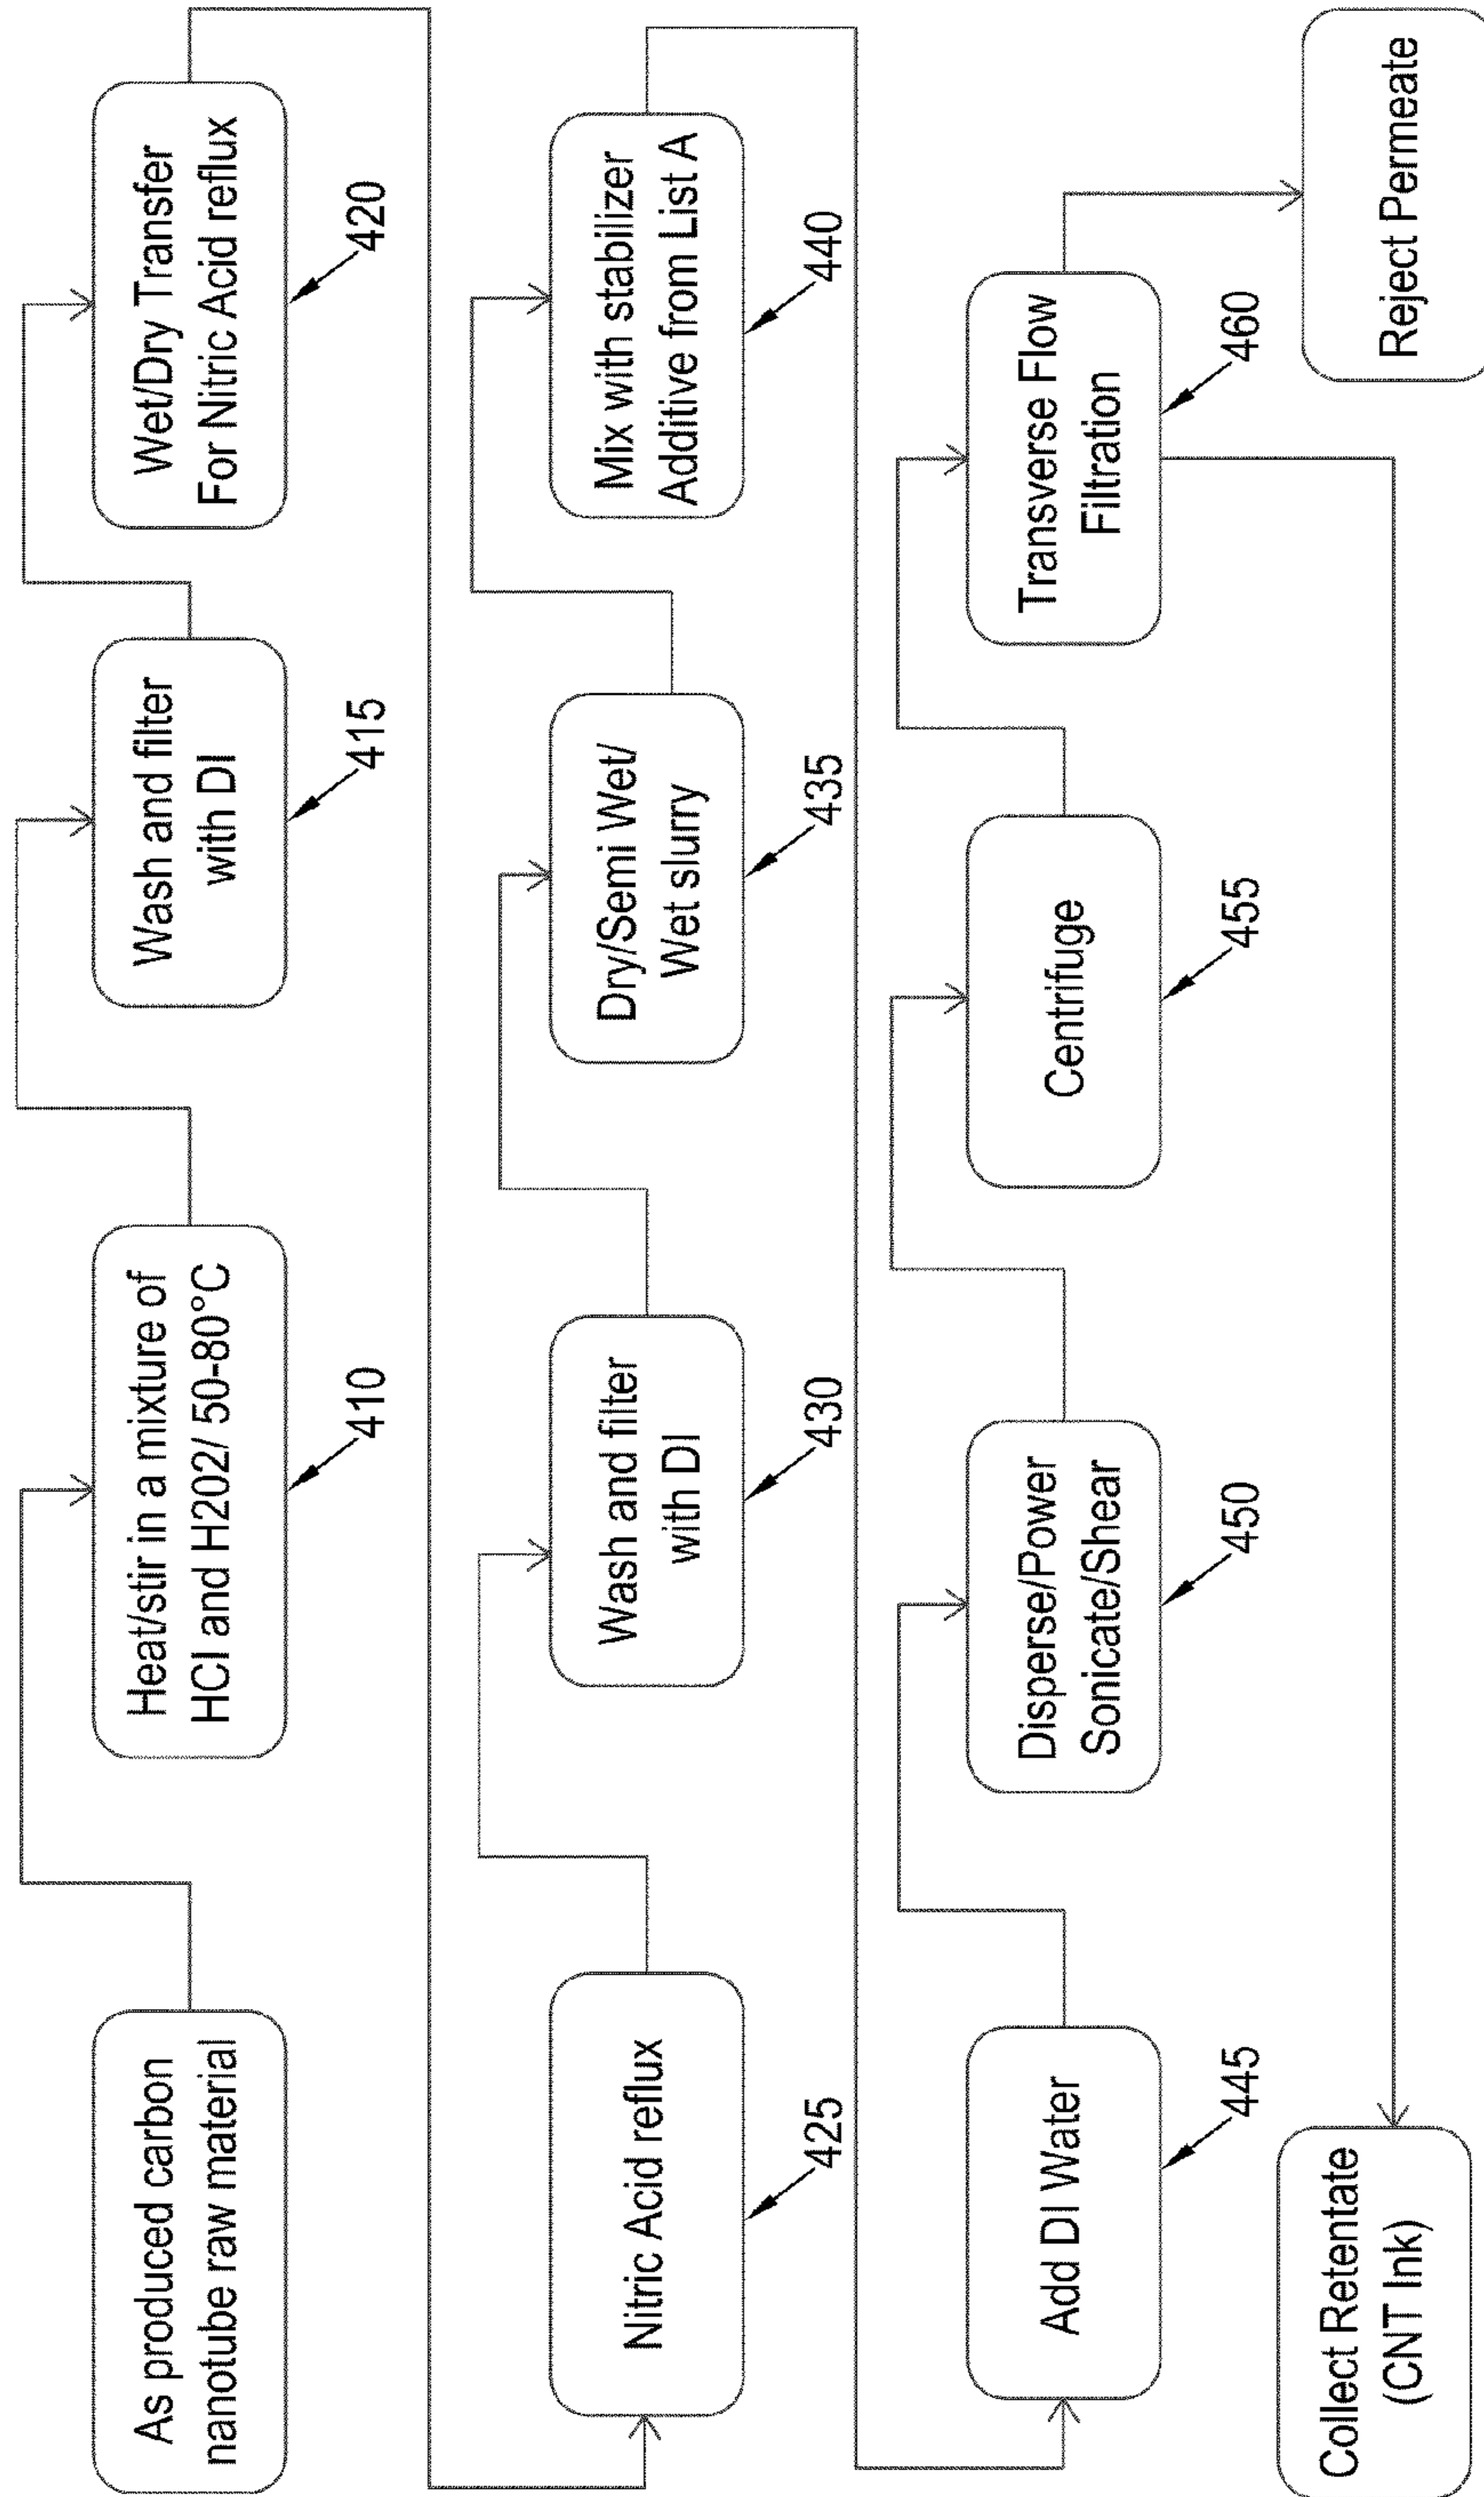 As produced carbon
nanotube raw material
Heat/stir in a mixture of
HCl and H202/ 50-80°C
410
Wash and filter
with DI
415
Wet/Dry Transfer
For Nitric Acid reflux
420
Nitric Acid reflux
425
Wash and filter
with DI
430
Dry/Semi Wet/
Wet slurry
435
Mix with stabilizer
Additive from List A
440
Add DI Water
445
Disperse/Power
Sonicate/Shear
450
Centrifuge
455
Transverse Flow
Filtration
460
Collect Retentate
(CNT Ink)
Reject Permeate